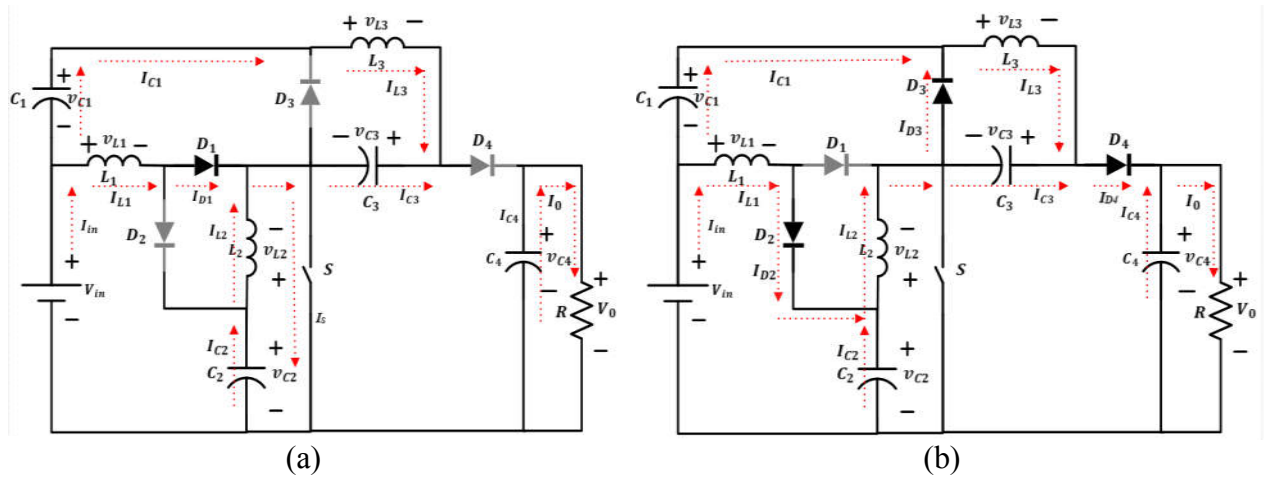 + v_L3 −
L_3
I_C1
I_L3
C_1
+ v_C1 −
D_3
− v_C3 +
D_4
+ v_L1 −
L_1
D_1
I_L1
I_D1
C_3
I_C3
I_in
D_2
I_L2
L_2
− v_L2 +
S
I_C4
I_0
C_4
+ v_C4 −
+ V_in −
I_s
R
+ V_0 −
I_C2
C_2
+ v_C2 −
(a)
+ v_L3 −
L_3
I_C1
I_L3
C_1
+ v_C1 −
D_3
I_D3
− v_C3 +
D_4
+ v_L1 −
L_1
D_1
I_L1
C_3
I_C3
I_D4
I_C4
I_0
I_in
D_2
I_L2
L_2
− v_L2 +
S
I_D2
C_4
+ v_C4 −
+ V_in −
R
+ V_0 −
I_C2
C_2
+ v_C2 −
(b)